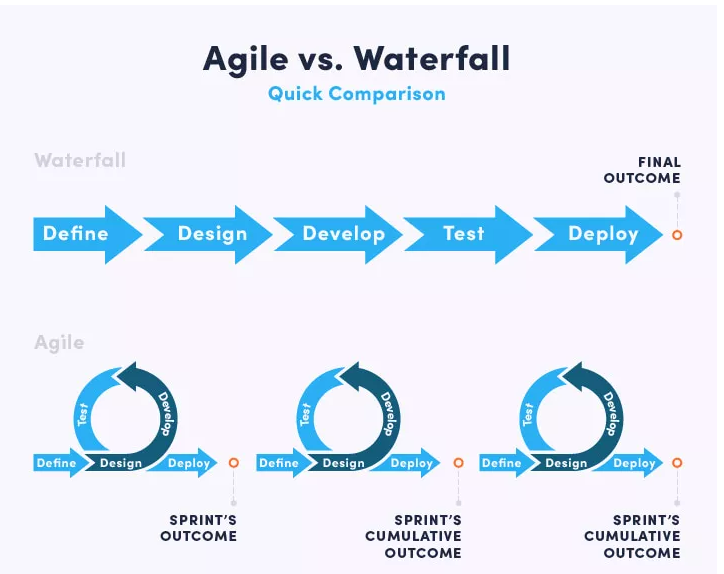 Agile vs. Waterfall
Quick Comparison
Waterfall
FINAL
OUTCOME
Define
Design
Develop
Test
Deploy
Agile
Test
Develop
Define
Design
Deploy
Test
Develop
Define
Design
Deploy
Test
Develop
Define
Design
Deploy
SPRINT'S
OUTCOME
SPRINT'S
CUMULATIVE
OUTCOME
SPRINT'S
CUMULATIVE
OUTCOME